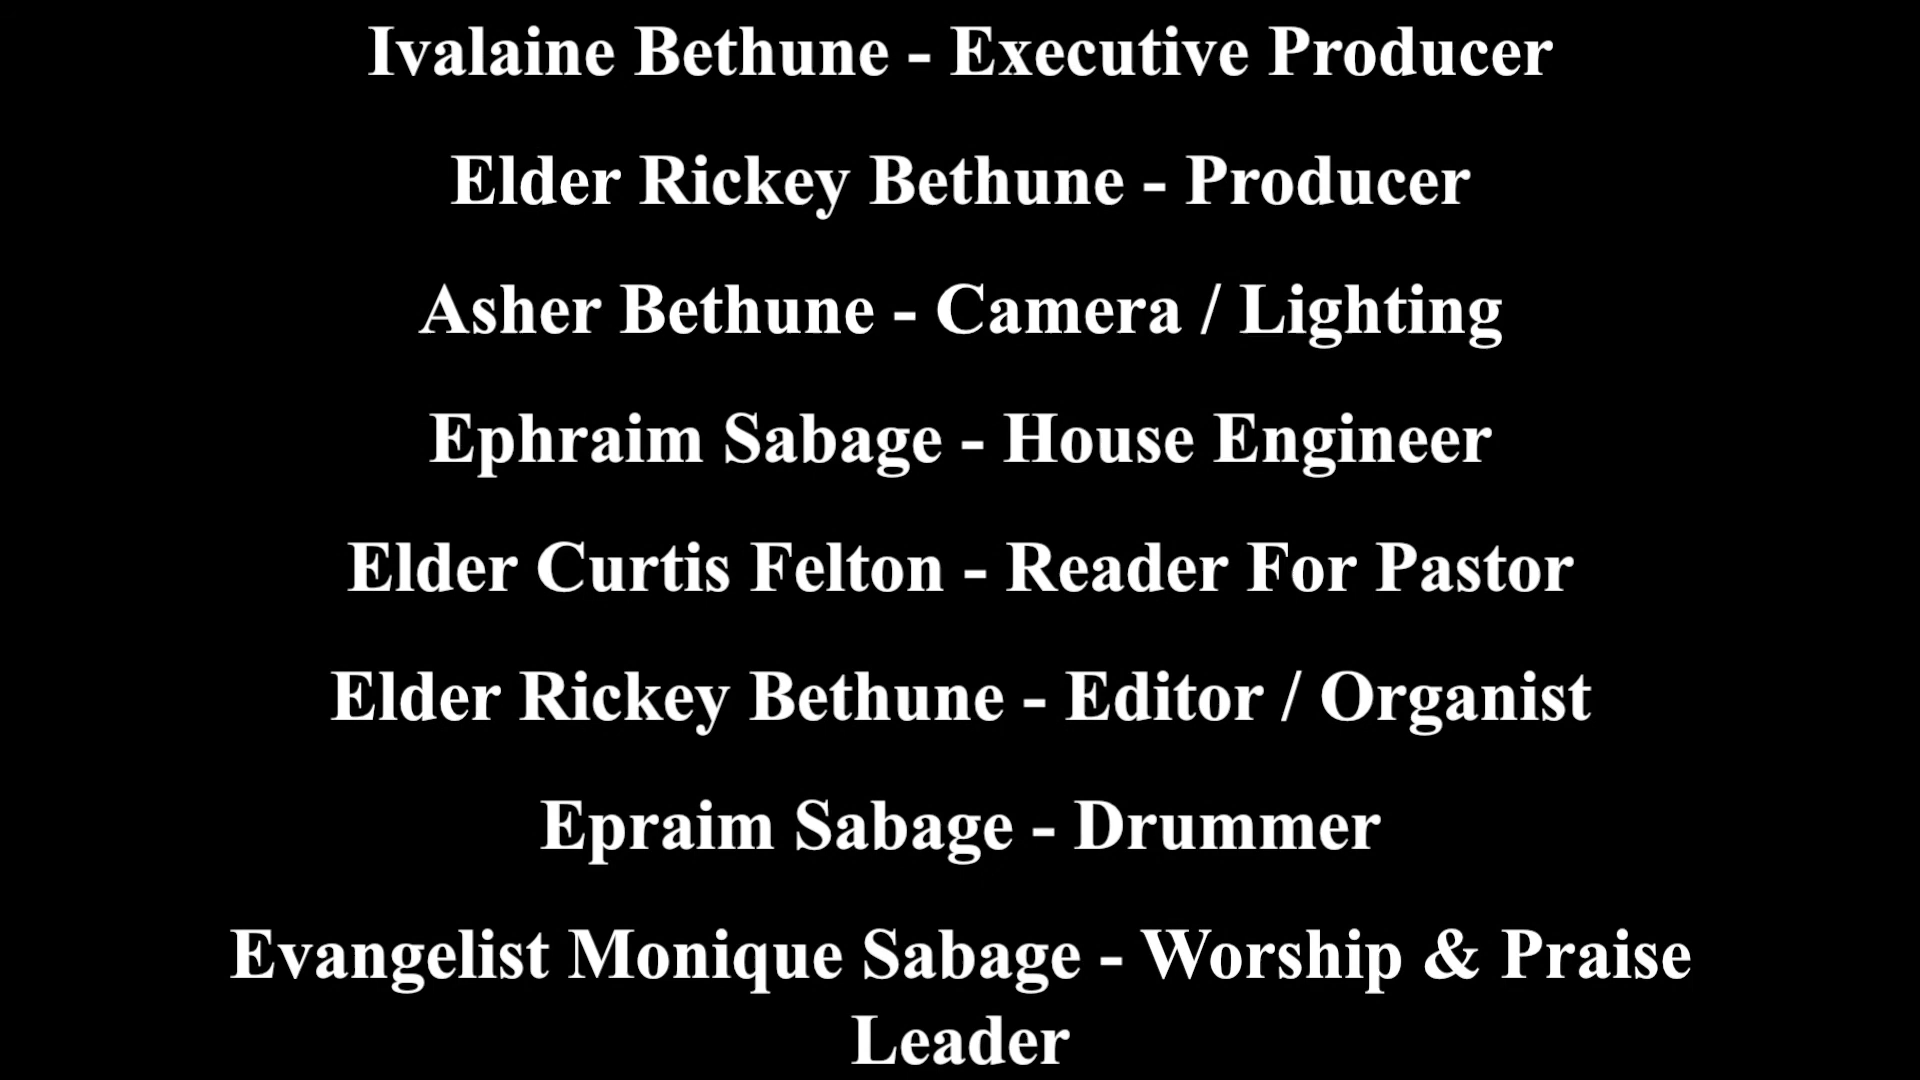 Ivalaine Bethune - Executive Producer
Elder Rickey Bethune - Producer
Asher Bethune - Camera / Lighting
Ephraim Sabage - House Engineer
Elder Curtis Felton - Reader For Pastor
Elder Rickey Bethune - Editor / Organist
Epraim Sabage - Drummer
Evangelist Monique Sabage - Worship & Praise
Leader